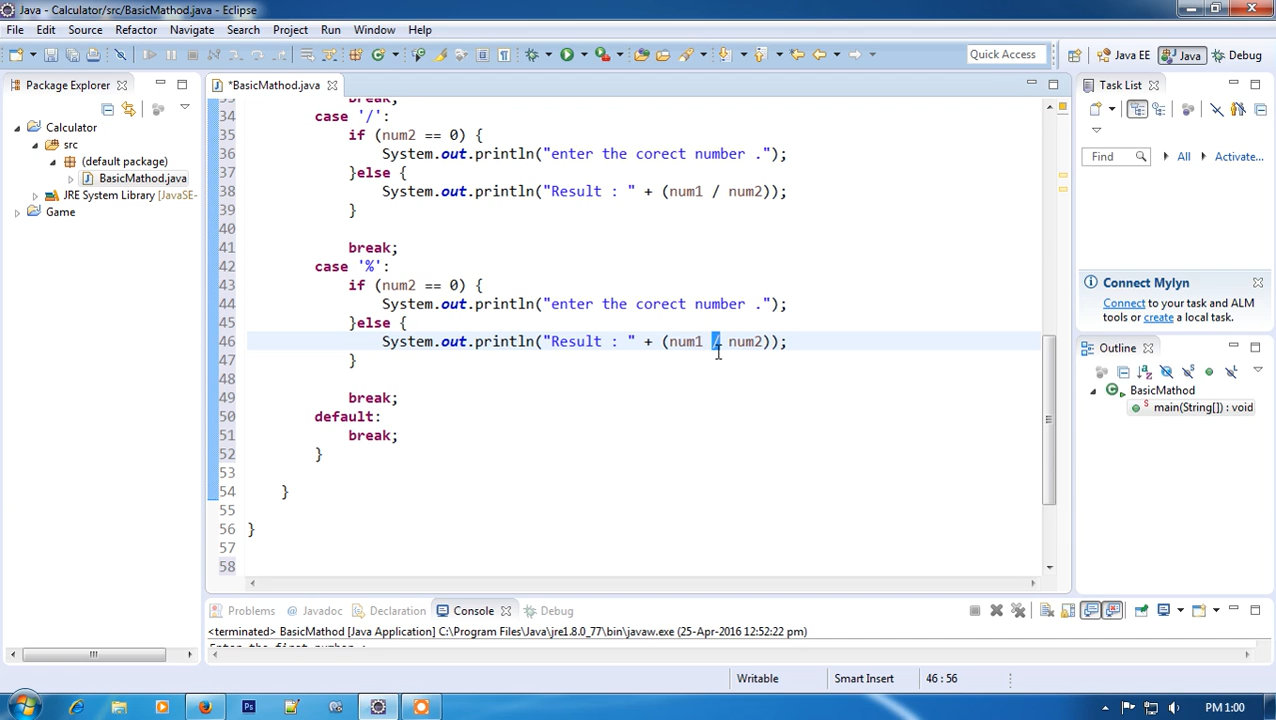 Java - Calculator/src/BasicMathod.java - Eclipse
File Edit Source Refactor Navigate Search Project Run Window Help
Quick Access Java EE Java Debug
Package Explorer
*BasicMathod.java
Task List
Calculator
src
(default package)
BasicMathod.java
JRE System Library [JavaSE-
Game
break;
34 case '/':
35 if (num2 == 0) {
36 System.out.println("enter the corect number .");
37 }else {
38 System.out.println("Result : " + (num1 / num2));
39 }
40
41 break;
42 case '%':
43 if (num2 == 0) {
44 System.out.println("enter the corect number .");
45 }else {
46 System.out.println("Result : " + (num1 / num2));
47 }
48
49 break;
50 default:
51 break;
52 }
53
54 }
55
56 }
57
58
Find All Activate...
Connect Mylyn
Connect to your task and ALM
tools or create a local task.
Outline
BasicMathod
main(String[]) : void
Problems Javadoc Declaration Console Debug
<terminated> BasicMathod [Java Application] C:\Program Files\Java\jre1.8.0_77\bin\javaw.exe (25-Apr-2016 12:52:22 pm)
Enter the first number :
Writable Smart Insert 46 : 56
Ps
PM 1:00